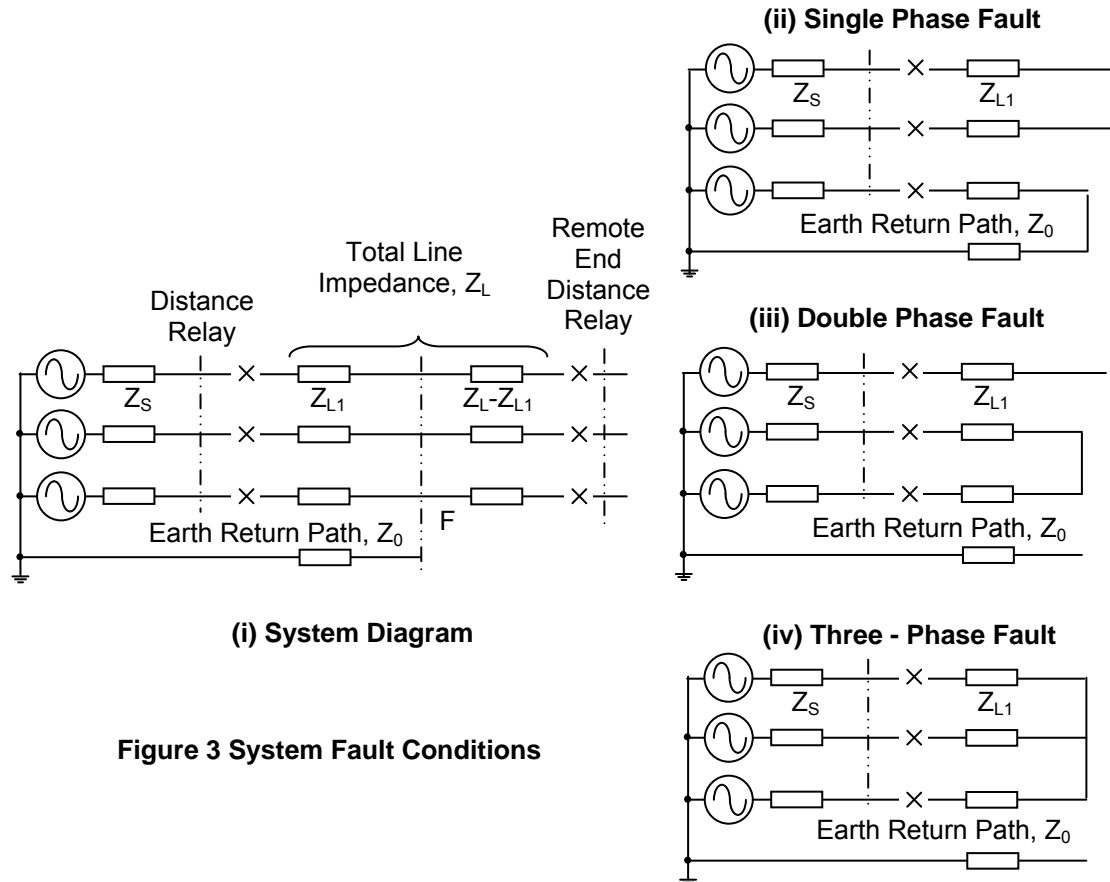 (ii) Single Phase Fault
Z_S
Z_L1
Earth Return Path, Z_0
Total Line
Impedance, Z_L
Remote
End
Distance
Relay
Distance
Relay
Z_S
Z_L1
Z_L-Z_L1
Earth Return Path, Z_0
F
(i) System Diagram
(iii) Double Phase Fault
Z_S
Z_L1
Earth Return Path, Z_0
(iv) Three - Phase Fault
Z_S
Z_L1
Earth Return Path, Z_0
Figure 3 System Fault Conditions